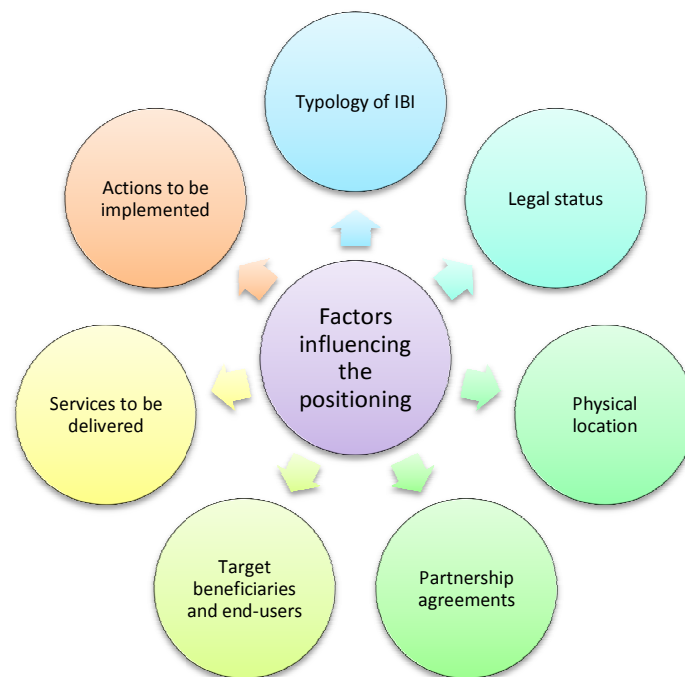 Typology of IBI
Legal status
Physical
location
Partnership
agreements
Target
beneficiaries
and end-users
Services to be
delivered
Actions to be
implemented
Factors
influencing
the
positioning